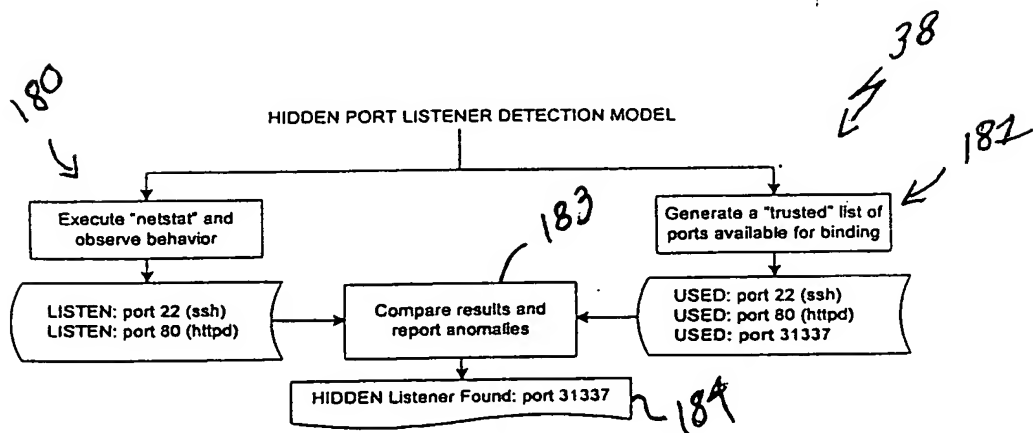 38
180
HIDDEN PORT LISTENER DETECTION MODEL
182
Execute "netstat" and
observe behavior
183
Generate a "trusted" list of
ports available for binding
LISTEN: port 22 (ssh)
LISTEN: port 80 (httpd)
Compare results and
report anomalies
USED: port 22 (ssh)
USED: port 80 (httpd)
USED: port 31337
HIDDEN Listener Found: port 31337
184